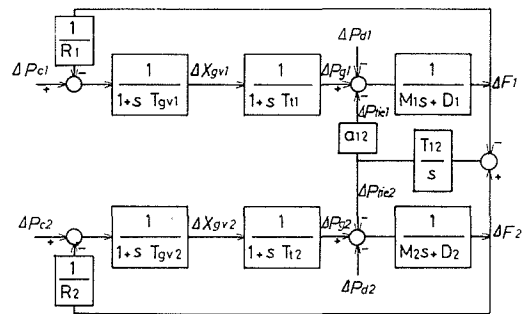 1
R1
ΔPc1
-
+
1
1+s Tgv1
ΔXgv1
1
1+s Tt1
ΔPg1
+
ΔPd1
-
-
1
M1s+D1
ΔF1
ΔPtie1
a12
T12
s
-
+
ΔPtie2
ΔPc2
+
-
1
1+s Tgv2
ΔXgv2
1
1+s Tt2
ΔPg2
+
-
-
1
M2s+D2
ΔF2
1
R2
ΔPd2